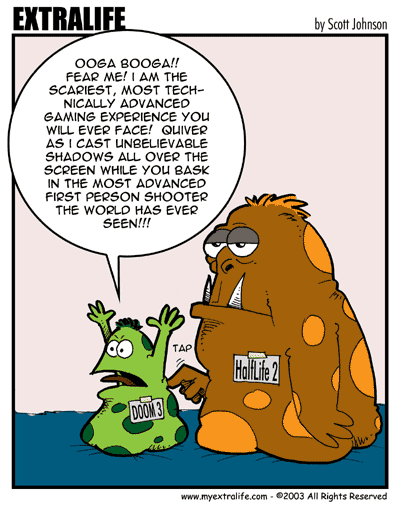 EXTRALIFE
by Scott Johnson
OOGA BOOGA!!
FEAR ME! I AM THE
SCARIEST, MOST TECH-
NICALLY ADVANCED
GAMING EXPERIENCE YOU
WILL EVER FACE! QUIVER
AS I CAST UNBELIEVABLE
SHADOWS ALL OVER THE
SCREEN WHILE YOU BASK
IN THE MOST ADVANCED
FIRST PERSON SHOOTER
THE WORLD HAS EVER
SEEN!!!
TAP
HalfLife 2
DOOM 3
www.myextralife.com - ©2003 All Rights Reserved